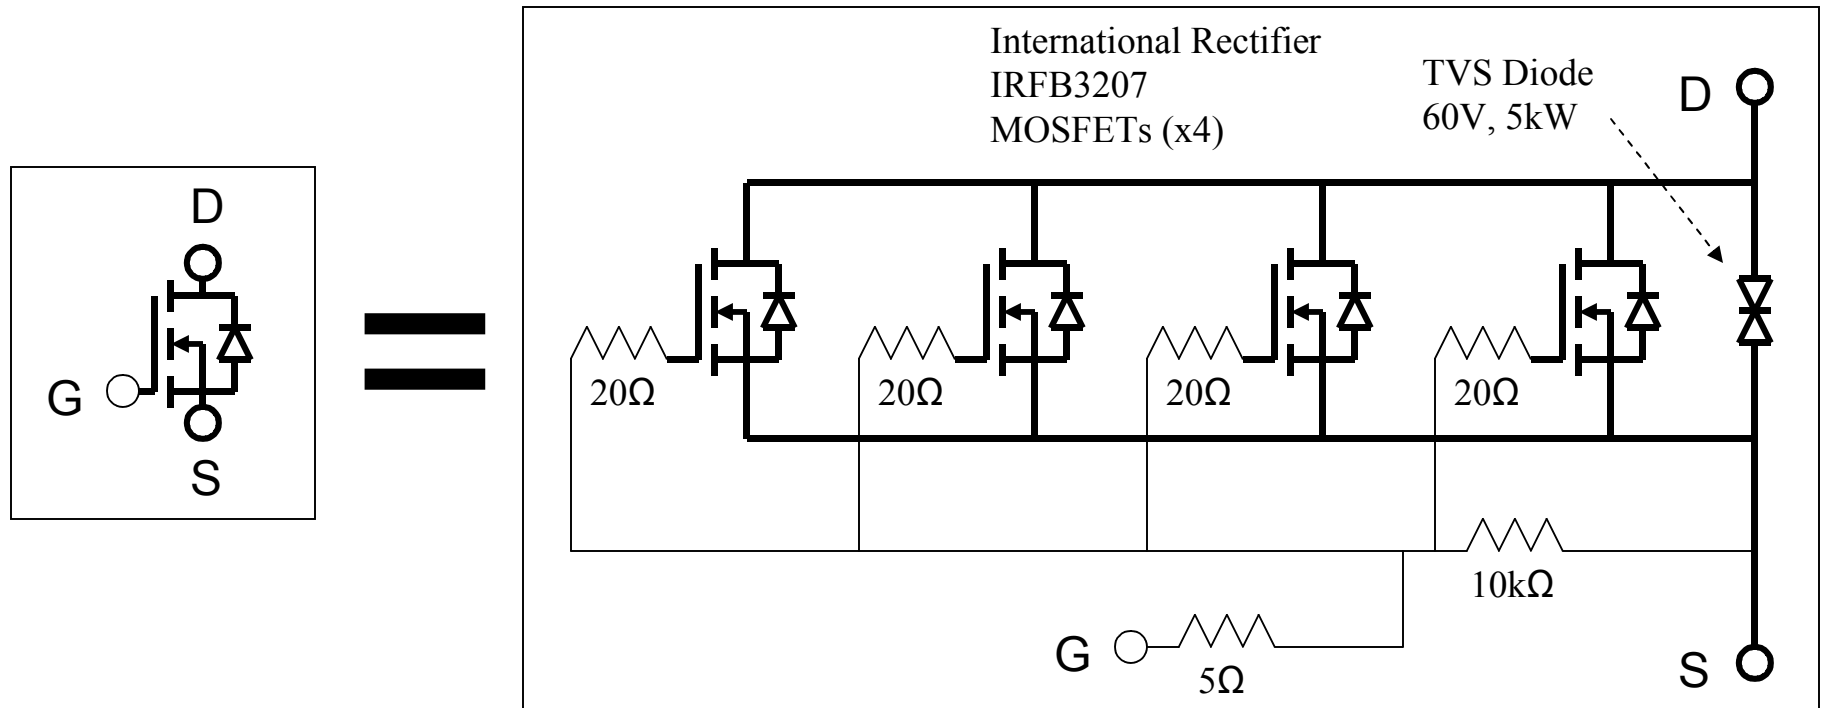 International Rectifier
IRFB3207
MOSFETs (x4)
TVS Diode
60V, 5kW
D
D
G
S
20Ω
20Ω
20Ω
20Ω
10kΩ
G
5Ω
S